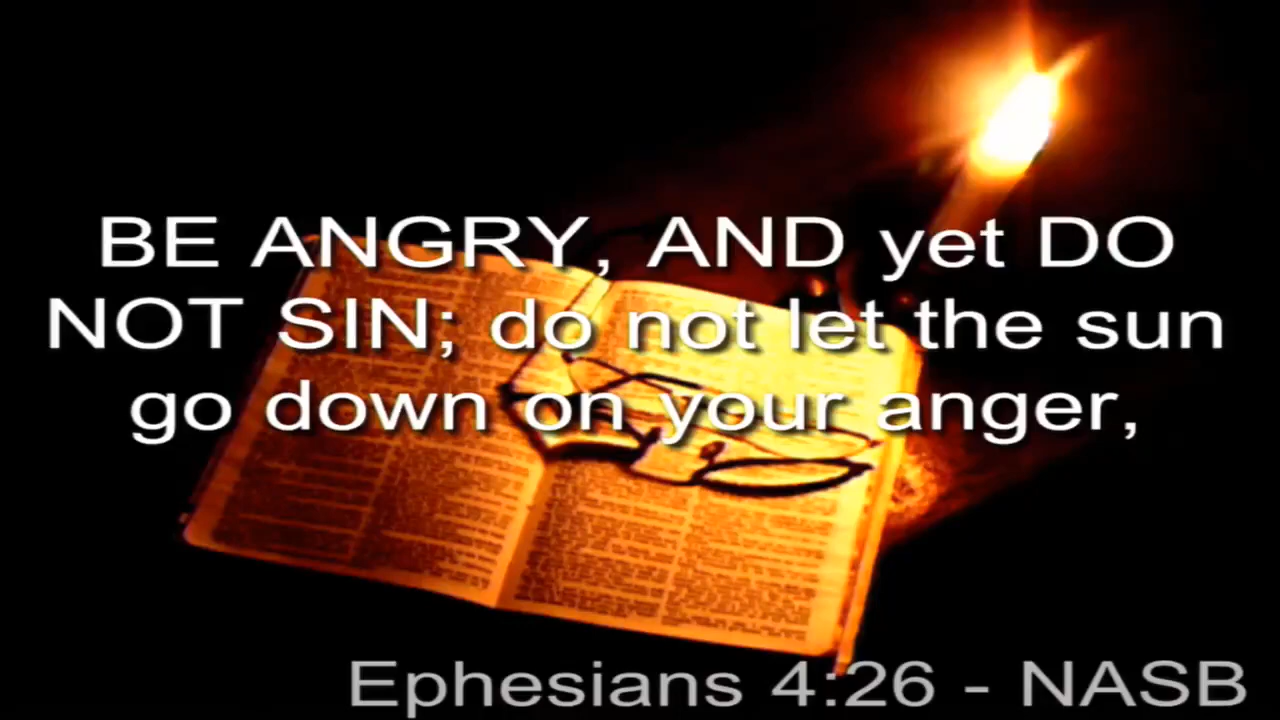 BE ANGRY, AND yet DO
NOT SIN; do not let the sun
go down on your anger,
Ephesians 4:26 - NASB